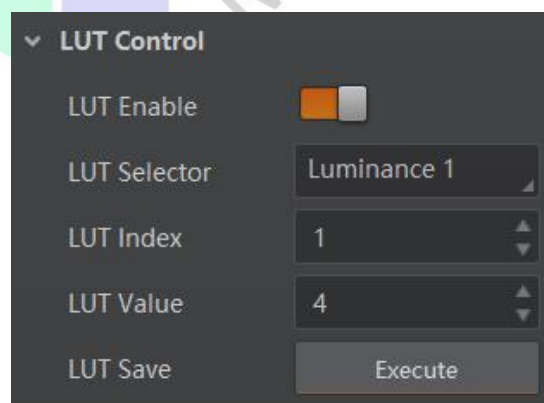 LUT Control
LUT Enable
LUT Selector Luminance 1
LUT Index 1
LUT Value 4
LUT Save Execute